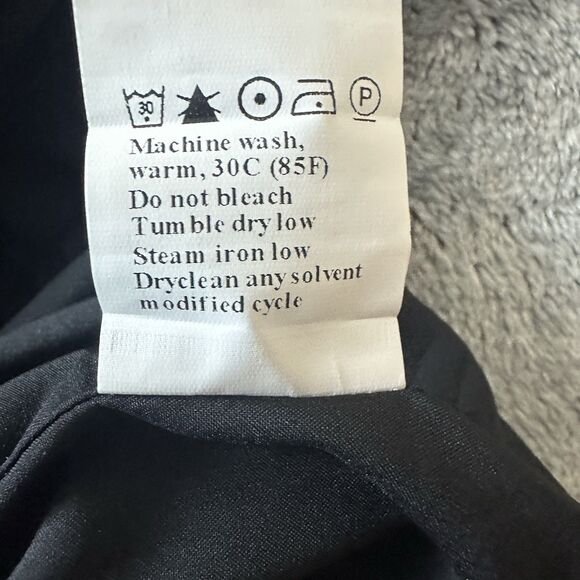 30 P
Machine wash,
warm, 30C (85F)
Do not bleach
Tumble dry low
Steam iron low
Dryclean any solvent
modified cycle